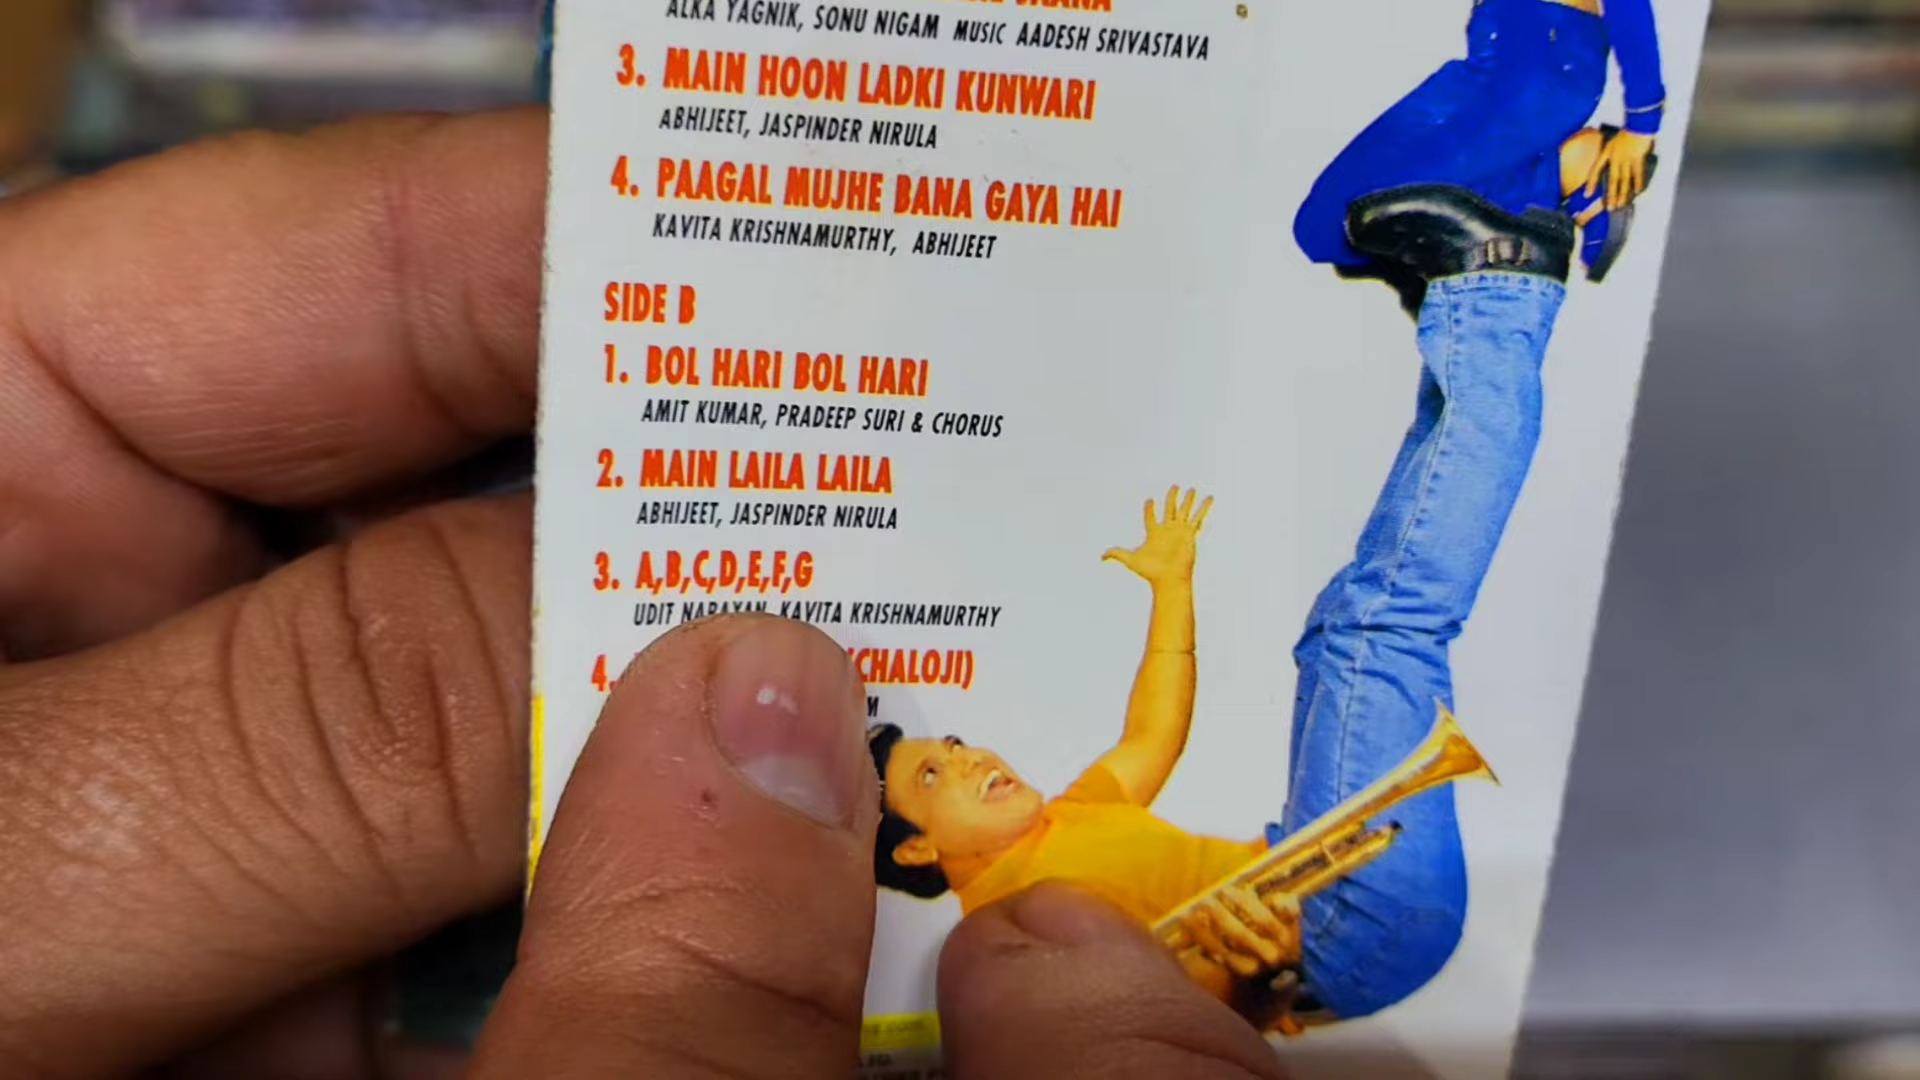 ALKA YAGNIK, SONU NIGAM MUSIC AADESH SRIVASTAVA
3. MAIN HOON LADKI KUNWARI
ABHIJEET, JASPINDER NIRULA
4. PAAGAL MUJHE BANA GAYA HAI
KAVITA KRISHNAMURTHY, ABHIJEET
SIDE B
1. BOL HARI BOL HARI
AMIT KUMAR, PRADEEP SURI & CHORUS
2. MAIN LAILA LAILA
ABHIJEET, JASPINDER NIRULA
3. A,B,C,D,E,F,G
UDIT NARAYAN, KAVITA KRISHNAMURTHY
4. (CHALOJI)